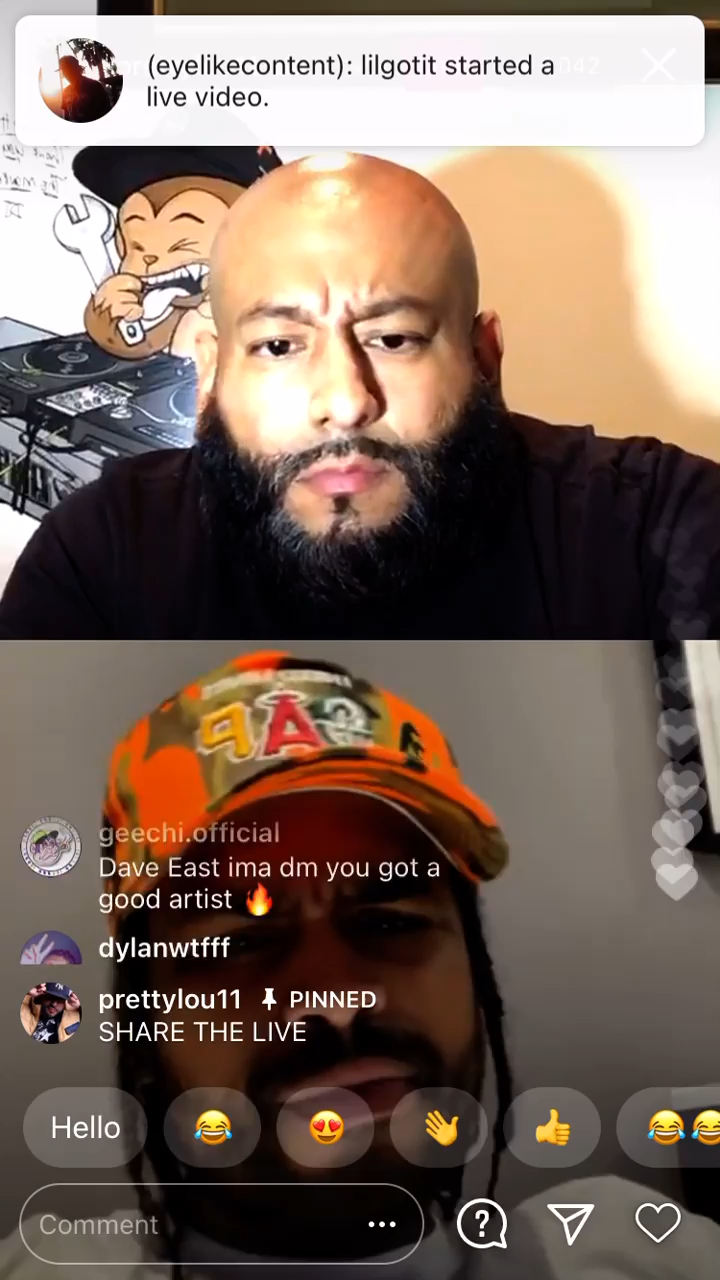 (eyelikecontent): lilgotit started a
live video.
geechi.official
Dave East ima dm you got a
good artist 🔥
dylanwtfff
prettylou11 📌 PINNED
SHARE THE LIVE
Hello
Comment